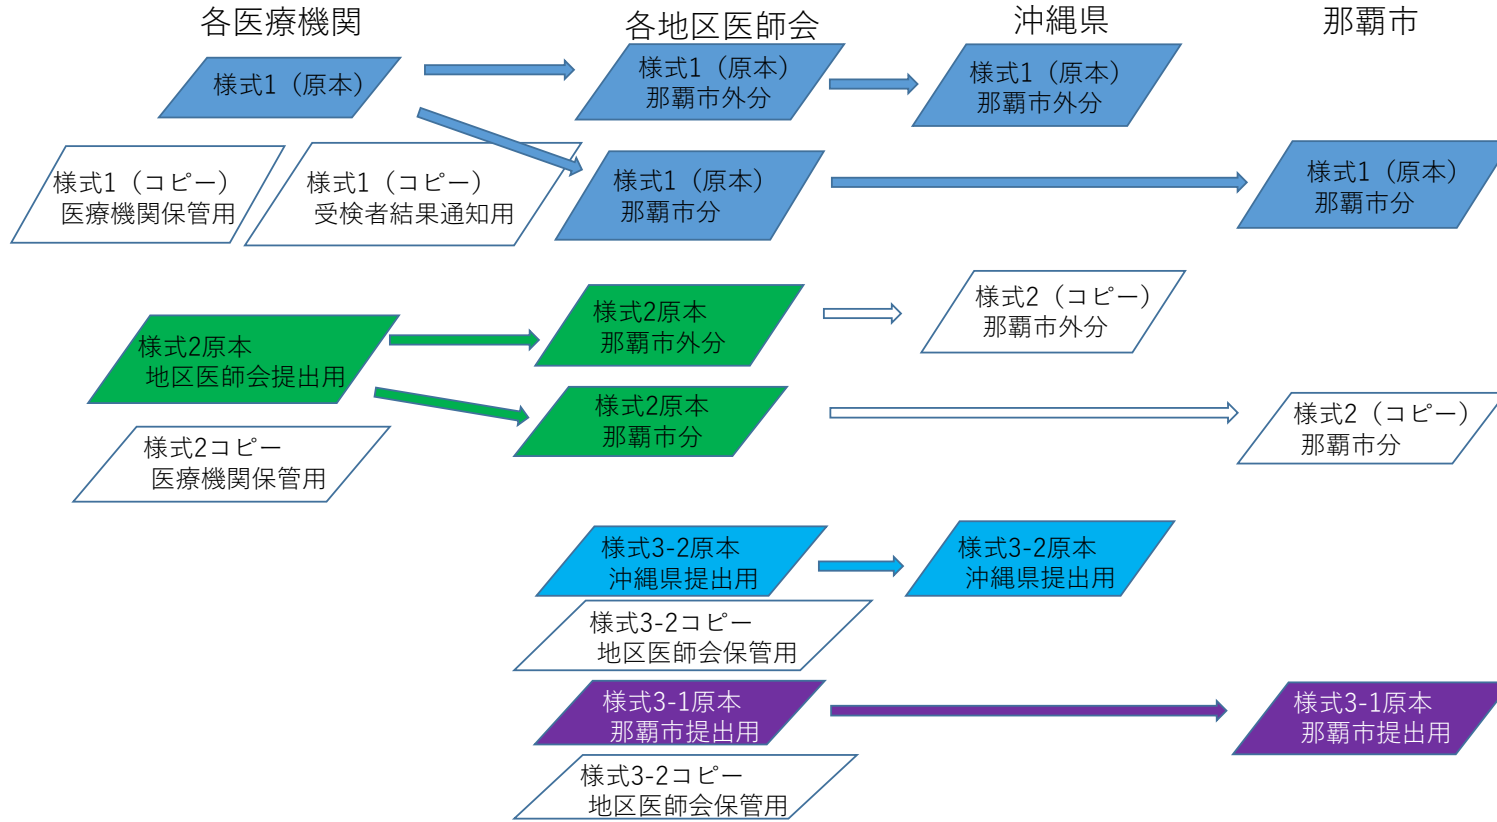 各医療機関
各地区医師会
沖縄県
那覇市
様式1（原本）
様式1（原本）
那覇市外分
様式1（原本）
那覇市外分
様式1（コピー）
医療機関保管用
様式1（コピー）
受検者結果通知用
様式1（原本）
那覇市分
様式1（原本）
那覇市分
様式2原本
地区医師会提出用
様式2原本
那覇市外分
様式2（コピー）
那覇市外分
様式2原本
那覇市分
様式2（コピー）
那覇市分
様式2コピー
医療機関保管用
様式3-2原本
沖縄県提出用
様式3-2原本
沖縄県提出用
様式3-2コピー
地区医師会保管用
様式3-1原本
那覇市提出用
様式3-1原本
那覇市提出用
様式3-2コピー
地区医師会保管用